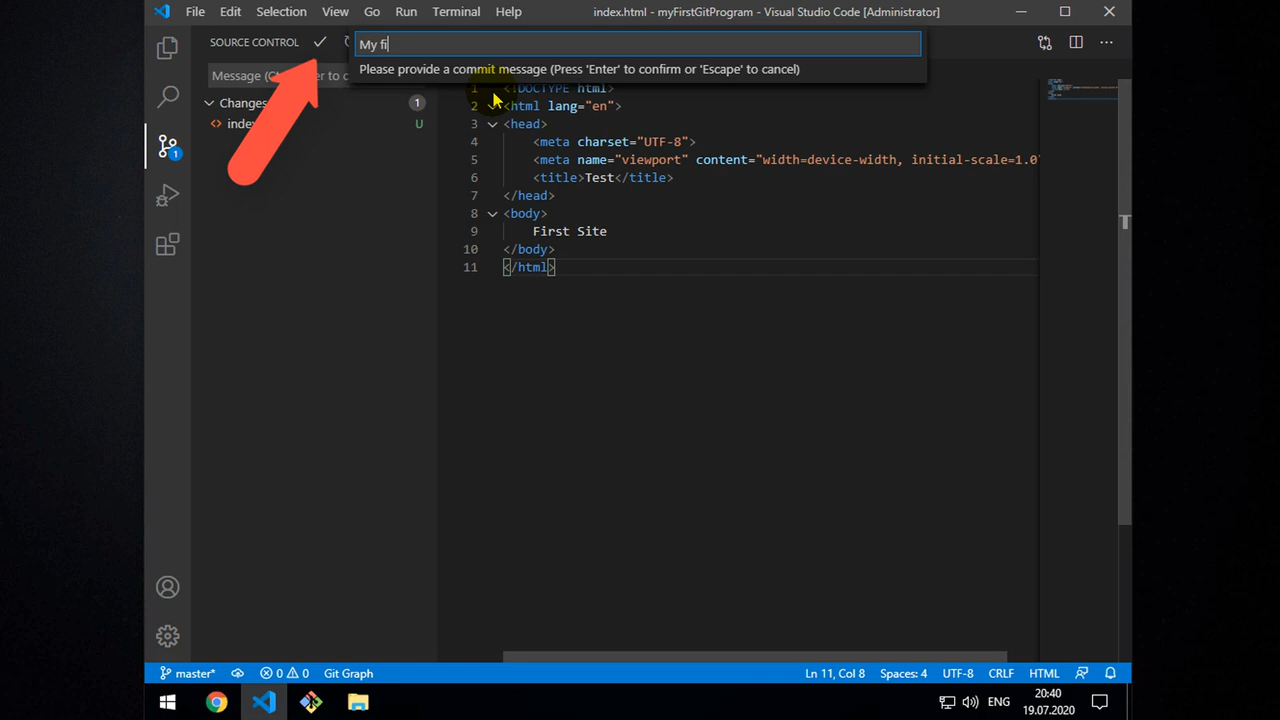 File Edit Selection View Go Run Terminal Help index.html - myFirstGitProgram - Visual Studio Code [Administrator]
SOURCE CONTROL
My fi
Please provide a commit message (Press 'Enter' to confirm or 'Escape' to cancel)
Message (
er to c
Changes 1
index U
1 <!DOCTYPE html>
2 <html lang="en">
3 <head>
4 <meta charset="UTF-8">
5 <meta name="viewport" content="width=device-width, initial-scale=1.0"
6 <title>Test</title>
7 </head>
8 <body>
9 First Site
10 </body>
11 </html>
1
master* 0 0 Git Graph Ln 11, Col 8 Spaces: 4 UTF-8 CRLF HTML
ENG 20:40
19.07.2020